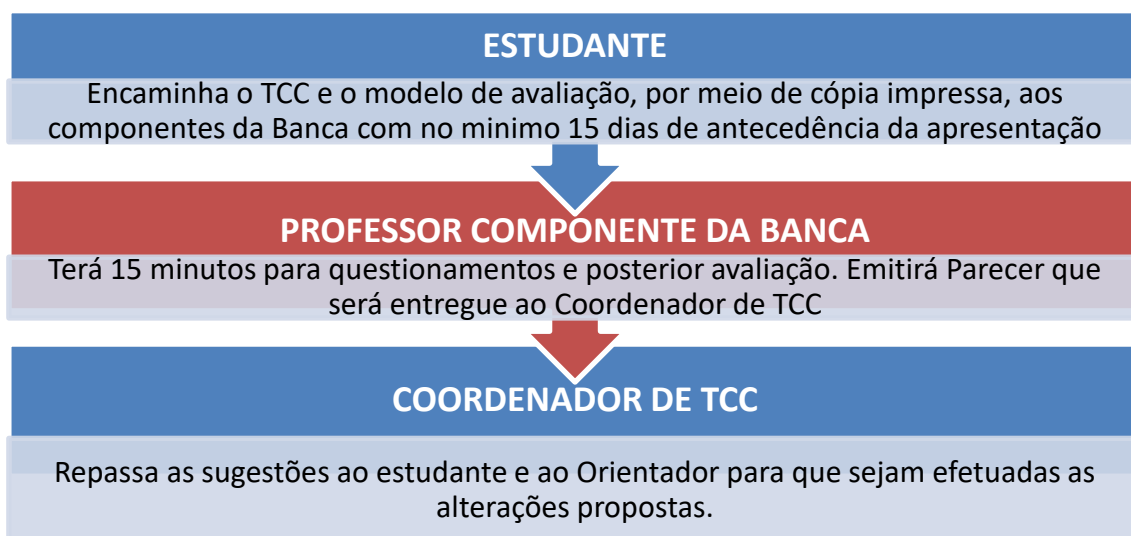 ESTUDANTE
Encaminha o TCC e o modelo de avaliação, por meio de cópia impressa, aos
componentes da Banca com no minimo 15 dias de antecedência da apresentação
PROFESSOR COMPONENTE DA BANCA
Terá 15 minutos para questionamentos e posterior avaliação. Emitirá Parecer que
será entregue ao Coordenador de TCC
COORDENADOR DE TCC
Repassa as sugestões ao estudante e ao Orientador para que sejam efetuadas as
alterações propostas.